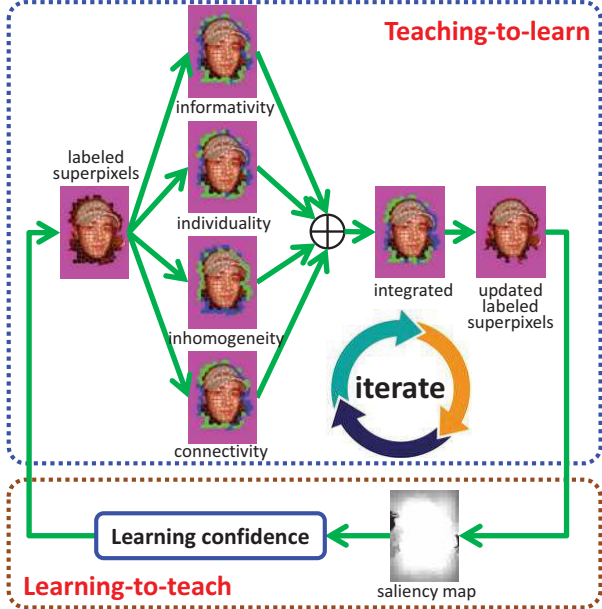 Teaching-to-learn
informativity
labeled
superpixels
individuality
inhomogeneity
connectivity
integrated
updated
labeled
superpixels
iterate
Learning confidence
saliency map
Learning-to-teach